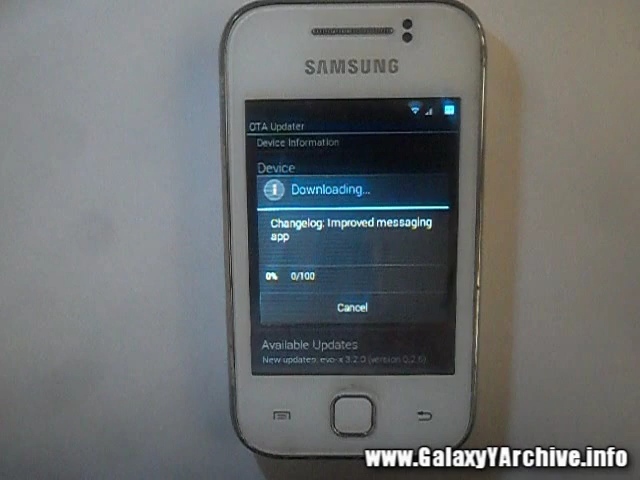 SAMSUNG
OTA Updater
Device Information
Device
Downloading...
Changelog: Improved messaging
app
0% 0/100
Cancel
Available Updates
New updates: evo-x 3.2.0 (version 0.2.6)
www.GalaxyYArchive.info